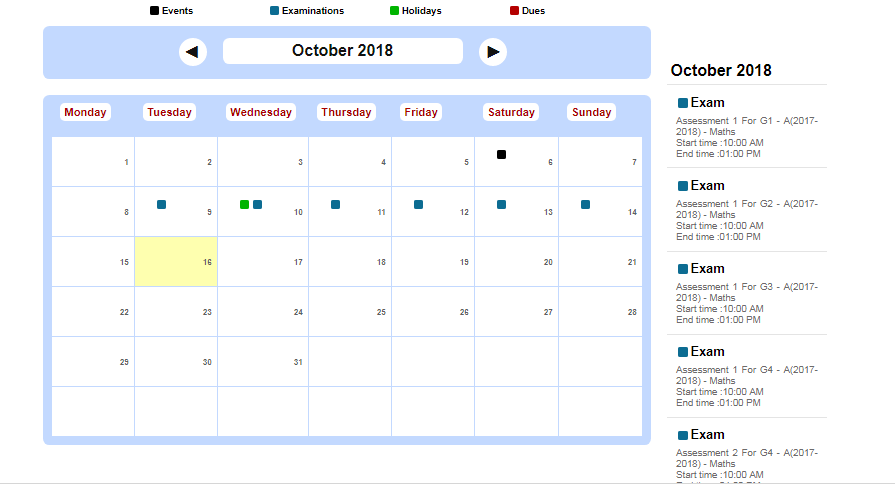 Events Examinations Holidays Dues
◀ October 2018 ▶
Monday Tuesday Wednesday Thursday Friday Saturday Sunday
1 2 3 4 5 6 7
8 9 10 11 12 13 14
15 16 17 18 19 20 21
22 23 24 25 26 27 28
29 30 31
October 2018
Exam
Assessment 1 For G1 - A(2017-
2018) - Maths
Start time :10:00 AM
End time :01:00 PM
Exam
Assessment 1 For G2 - A(2017-
2018) - Maths
Start time :10:00 AM
End time :01:00 PM
Exam
Assessment 1 For G3 - A(2017-
2018) - Maths
Start time :10:00 AM
End time :01:00 PM
Exam
Assessment 1 For G4 - A(2017-
2018) - Maths
Start time :10:00 AM
End time :01:00 PM
Exam
Assessment 2 For G4 - A(2017-
2018) - Maths
Start time :10:00 AM